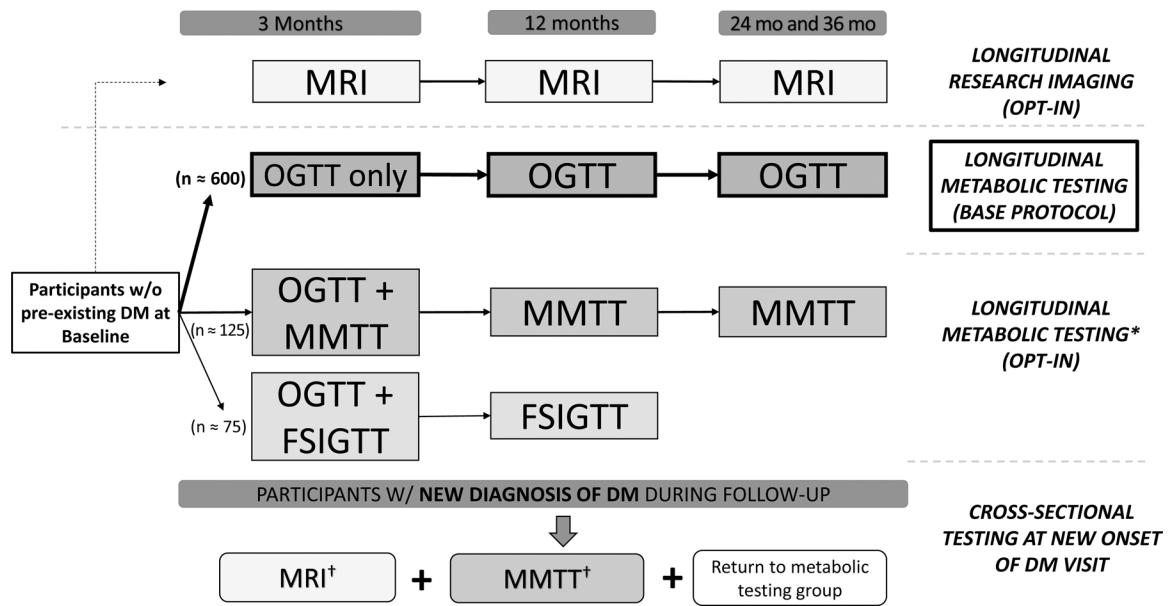 3 Months
12 months
24 mo and 36 mo
MRI
MRI
MRI
LONGITUDINAL
RESEARCH IMAGING
(OPT-IN)
(n ≈ 600)
OGTT only
OGTT
OGTT
LONGITUDINAL
METABOLIC TESTING
(BASE PROTOCOL)
Participants w/o
pre-existing DM at
Baseline
(n ≈ 125)
OGTT +
MMTT
MMTT
MMTT
LONGITUDINAL
METABOLIC TESTING*
(OPT-IN)
(n ≈ 75)
OGTT +
FSIGTT
FSIGTT
PARTICIPANTS W/ NEW DIAGNOSIS OF DM DURING FOLLOW-UP
CROSS-SECTIONAL
TESTING AT NEW ONSET
OF DM VISIT
MRI†
+
MMTT†
+
Return to metabolic
testing group